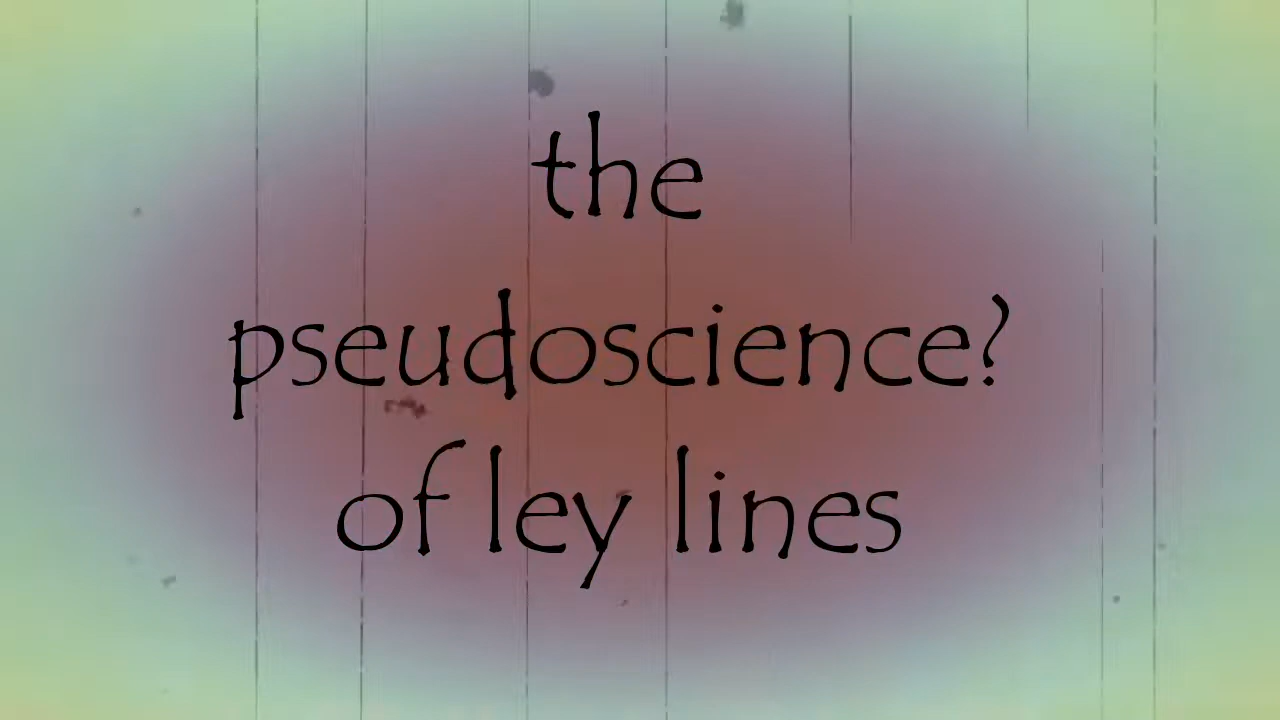 the
pseudoscience?
of ley lines